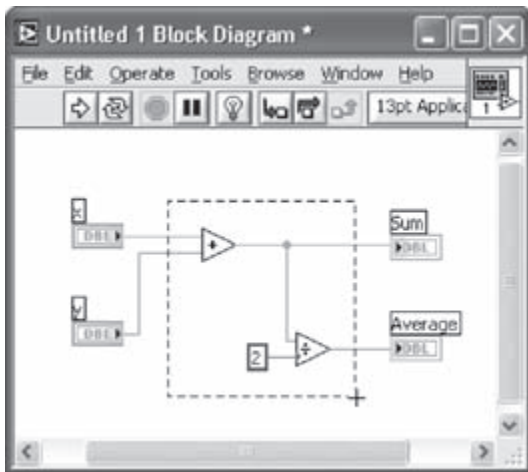 Untitled 1 Block Diagram *
File Edit Operate Tools Browse Window Help
13pt Applica
1
x
DBL
Sum
DBL
+
y
DBL
Average
DBL
2
÷